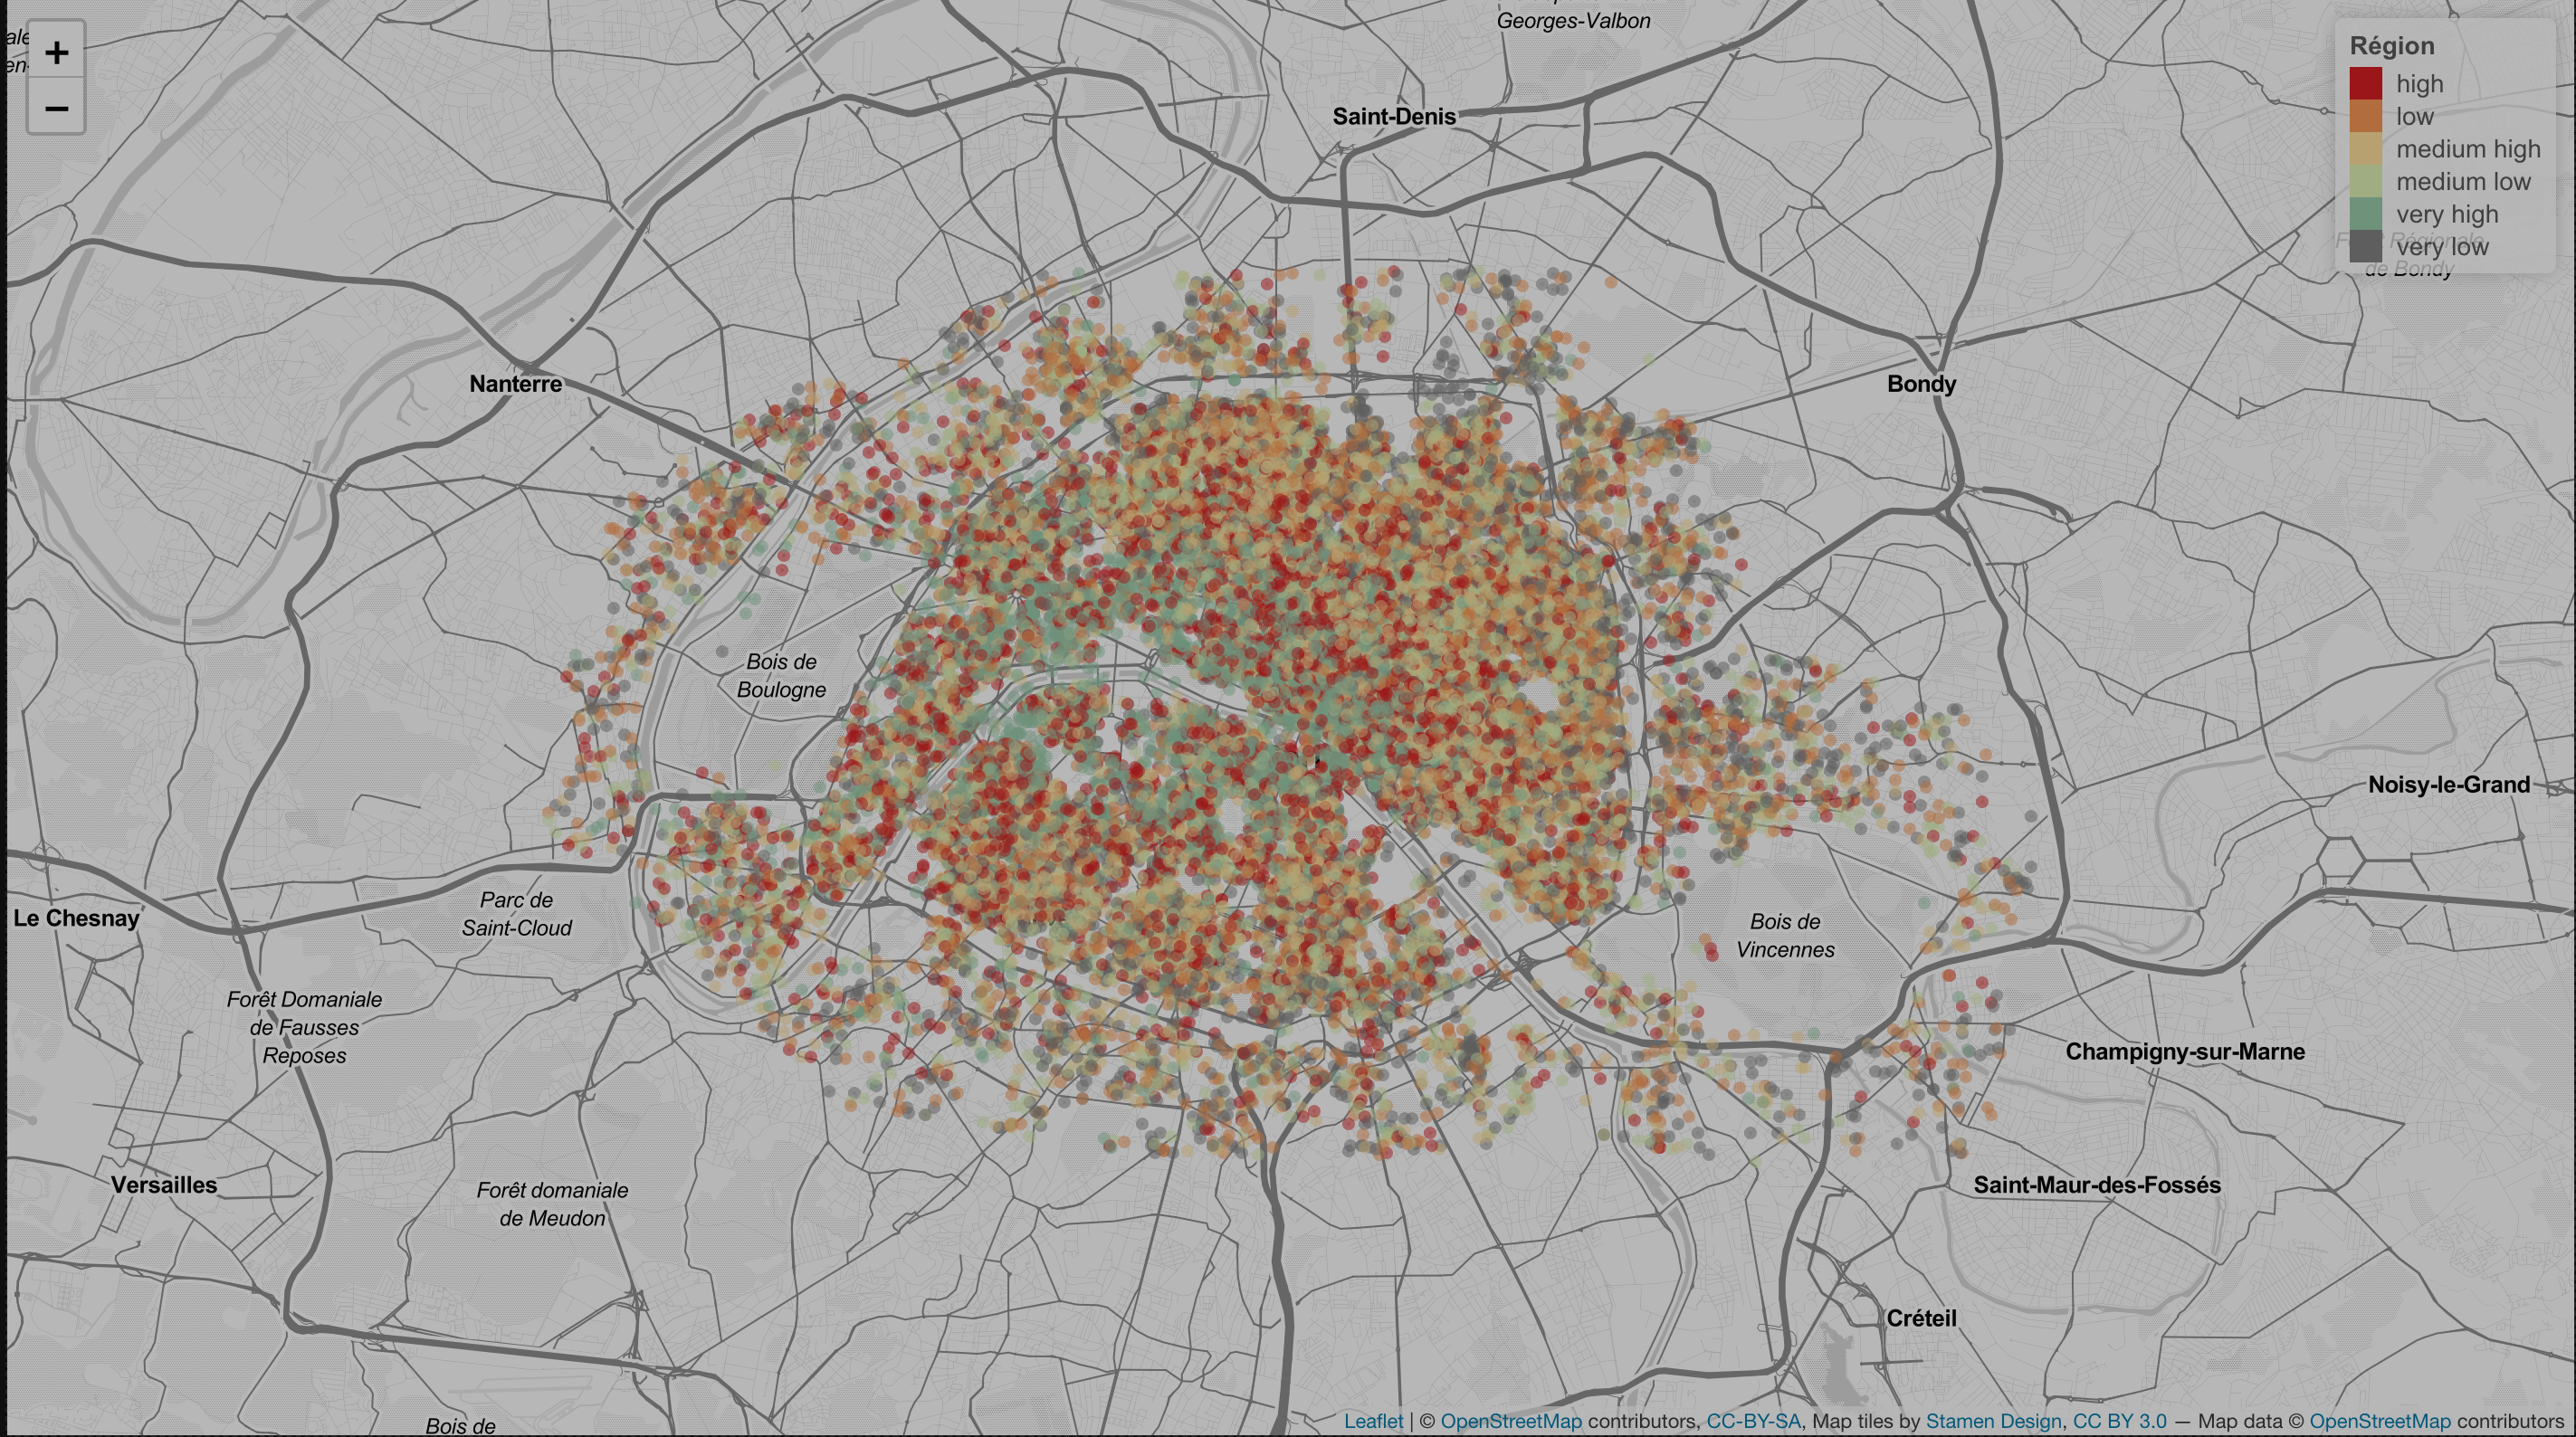 Georges-Valbon
+
−
Région
high
low
medium high
medium low
very high
very low
de Bondy
Saint-Denis
Nanterre
Bondy
Bois de
Boulogne
Noisy-le-Grand
Parc de
Saint-Cloud
Le Chesnay
Bois de
Vincennes
Forêt Domaniale
de Fausses
Reposes
Champigny-sur-Marne
Versailles
Forêt domaniale
de Meudon
Saint-Maur-des-Fossés
Créteil
Bois de
Leaflet | © OpenStreetMap contributors, CC-BY-SA, Map tiles by Stamen Design, CC BY 3.0 — Map data © OpenStreetMap contributors